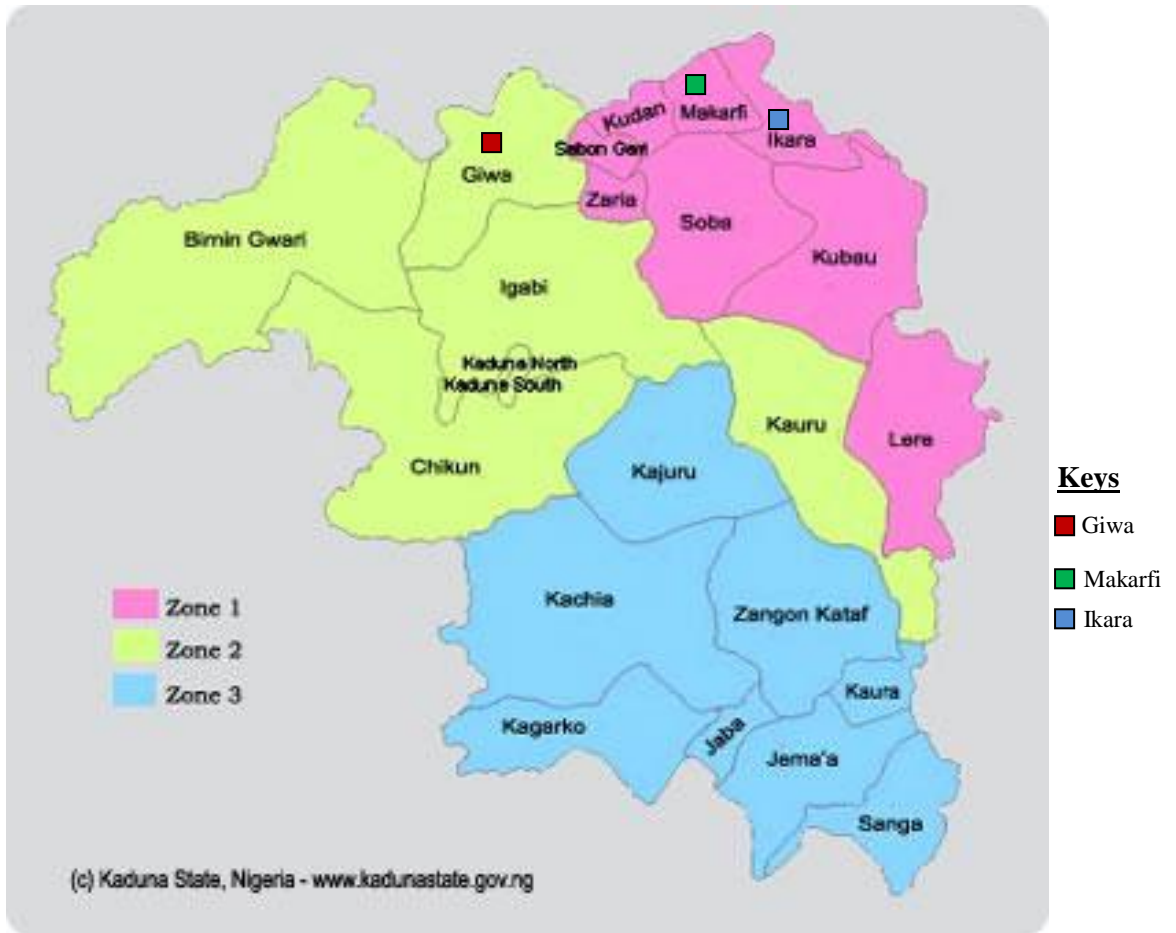 Makarfi
Kudan
Ikara
Sabon Gari
Giwa
Zaria
Soba
Birnin Gwari
Kubau
Igabi
Kaduna North
Kaduna South
Kauru
Lere
Chikun
Kajuru
Keys
Giwa
Makarfi
Ikara
Zone 1
Zone 2
Zone 3
Kachia
Zangon Kataf
Kaura
Kagarko
Jaba
Jema'a
Sanga
(c) Kaduna State, Nigeria - www.kadunastate.gov.ng